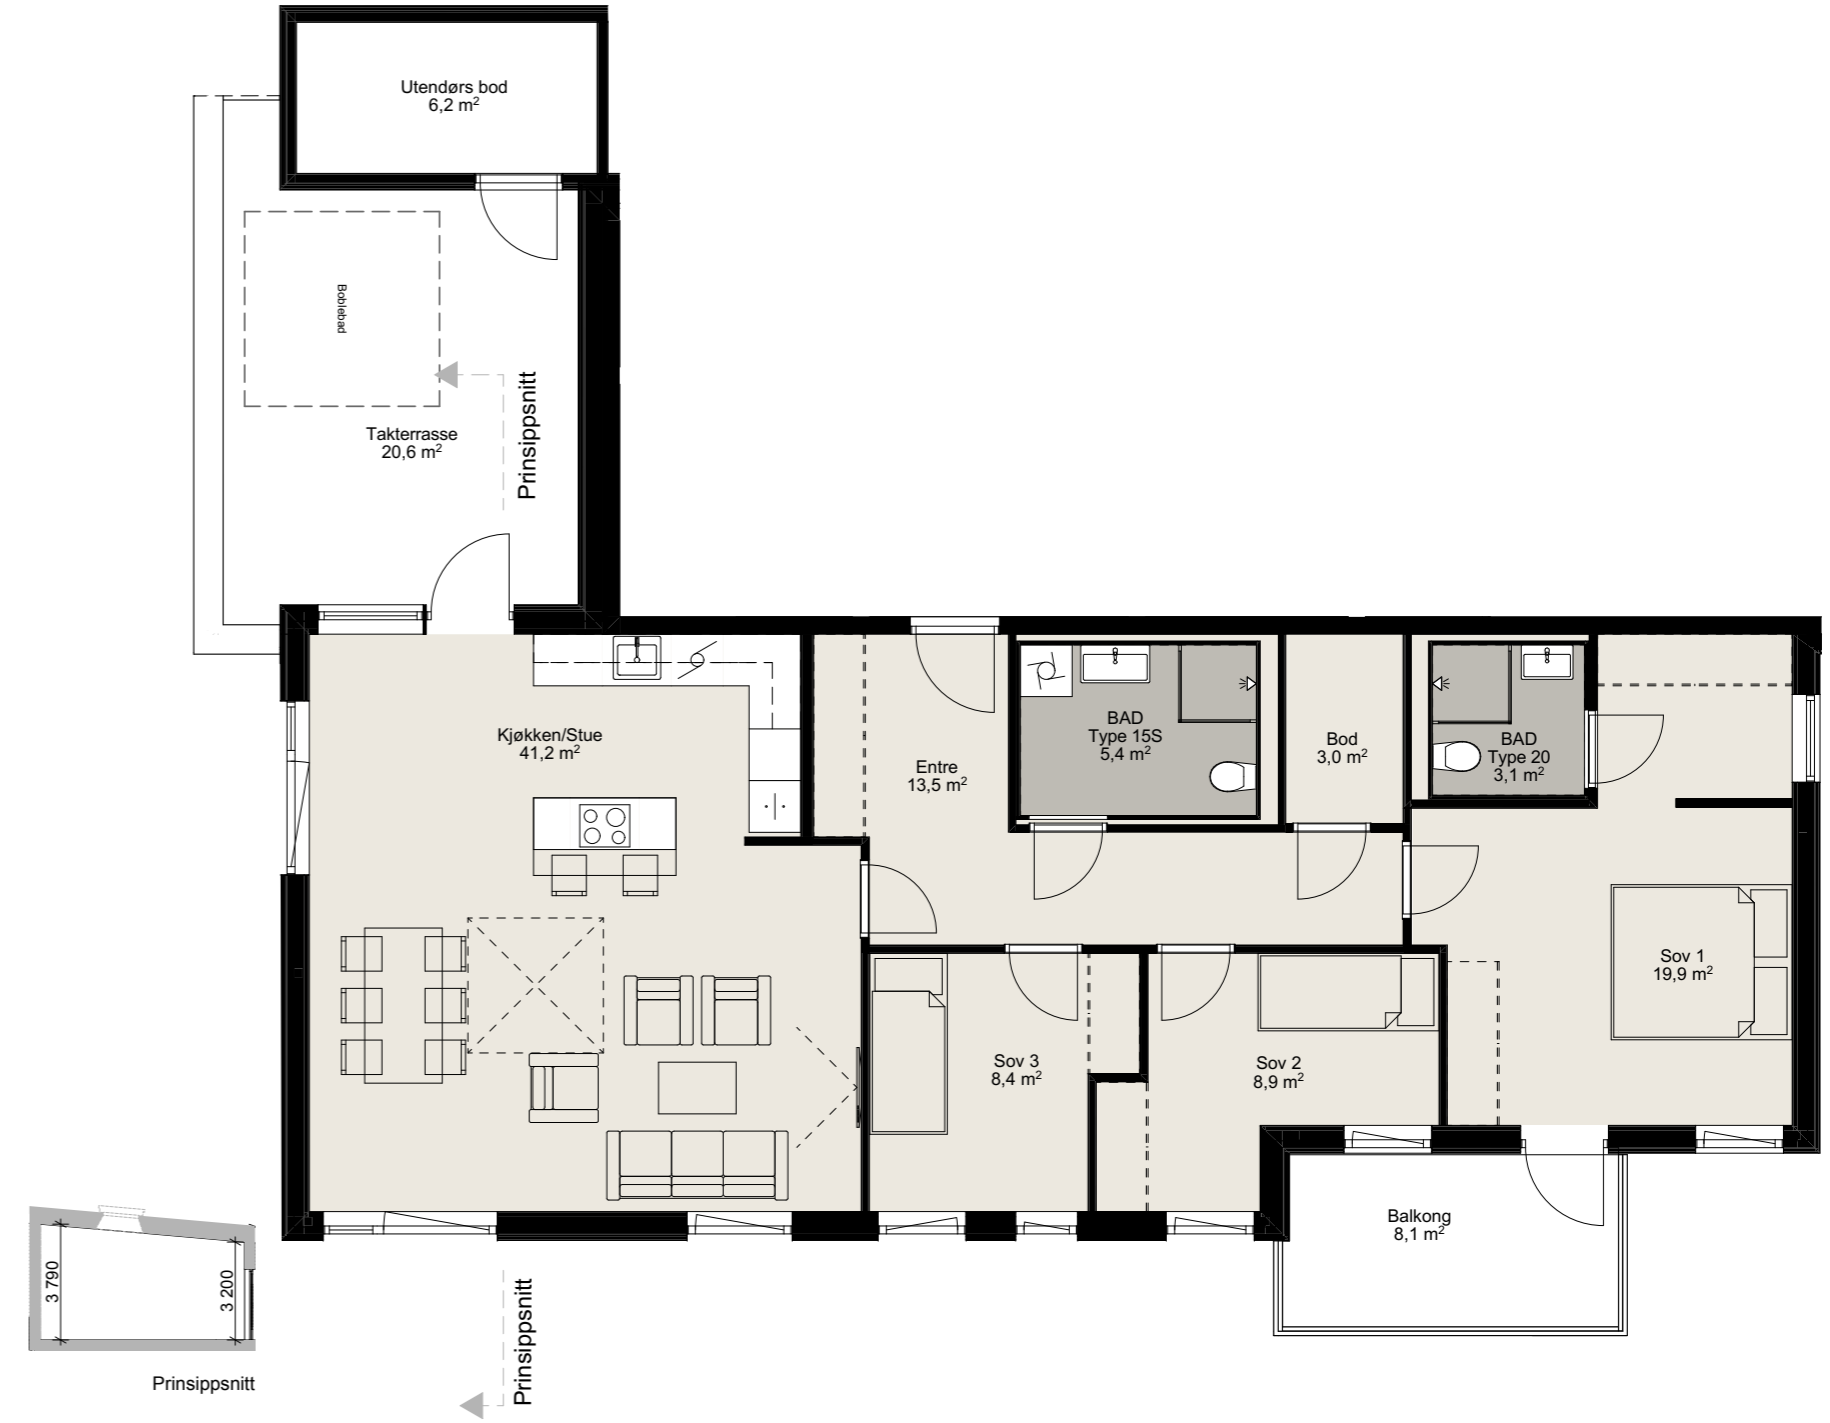 Utendørs bod
6,2 m²
Boblebad
Prinsippsnitt
Takterrasse
20,6 m²
Kjøkken/Stue
41,2 m²
Entre
13,5 m²
BAD
Type 15S
5,4 m²
Bod
3,0 m²
BAD
Type 20
3,1 m²
Sov 1
19,9 m²
Sov 3
8,4 m²
Sov 2
8,9 m²
Balkong
8,1 m²
3 790
3 200
Prinsippsnitt
Prinsippsnitt